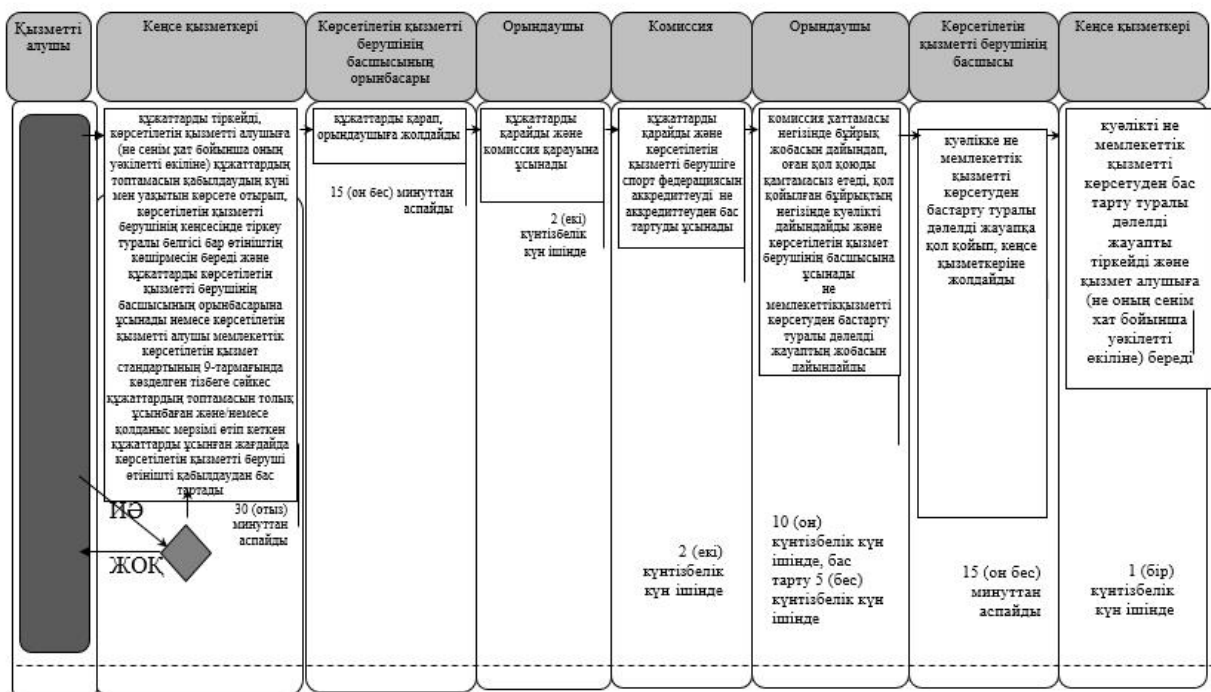 Қызметті
алушы
Кеңсе қызметкері
Көрсетілетін қызметті
берушінің
басшысының
орынбасары
Орындаушы
Комиссия
Орындаушы
Көрсетілетін
қызметті берушінің
басшысы
Кеңсе қызметкері
құжаттарды тіркейді,
көрсетілетін қызметті алушыға
(не сенім хат бойынша оның
уәкілетті өкіліне) құжаттардың
топтамасын қабылдаудың күні
мен уақытын көрсете отырып,
көрсетілетін қызметті
берушінің кеңсесінде тіркеу
туралы белгісі бар өтініштің
көшірмесін береді және
құжаттарды көрсетілетін
қызметті берушінің
басшысының орынбасарына
ұсынады немесе көрсетілетін
қызметті алушы мемлекеттік
көрсетілетін қызмет
стандартының 9-тармағында
көзделген тізбеге сәйкес
құжаттардың топтамасын толық
ұсынбаған және/немесе
қолданыс мерзімі өтіп кеткен
құжаттарды ұсынған жағдайда
көрсетілетін қызметті беруші
өтінішті қабылдаудан бас
тартады
30 (отыз)
минуттан
аспайды
ИӘ
ЖОҚ
құжаттарды қарап,
орындаушыға жолдайды
15 (он бес) минуттан
аспайды
құжаттарды
қарайды және
комиссия қарауына
ұсынады
2 (екі)
күнтізбелік
күн ішінде
құжаттарды
қарайды және
көрсетілетін
қызметті берушіге
спорт федерациясын
аккредиттеуді не
аккредиттеуден бас
тартуды ұсынады
2 (екі)
күнтізбелік
күн ішінде
комиссия хаттамасы
негізінде бұйрық
жобасын дайындап,
оған қол қоюды
қамтамасыз етеді, қол
қойылған бұйрықтың
негізінде куәлікті
дайындайды және
көрсетілетін қызмет
берушінің басшысына
ұсынады
не
мемлекеттікқызметті
көрсетуден бастарту
туралы дәлелді
жауаптың жобасын
дайындайды
10 (он)
күнтізбелік күн
ішінде, бас
тарту 5 (бес)
күнтізбелік күн
ішінде
куәлікке не
мемлекеттік
қызметті
көрсетуден
бастарту туралы
дәлелді жауапқа
қол қойып, кеңсе
қызметкеріне
жолдайды
15 (он бес)
минуттан
аспайды
куәлікті не
мемлекеттік
қызметті
көрсетуден бас
тарту туралы
дәлелді
жауапты
тіркейді және
қызмет алушыға
(не оның сенім
хат бойынша
уәкілетті
өкіліне) береді
1 (бір)
күнтізбелік
күн ішінде